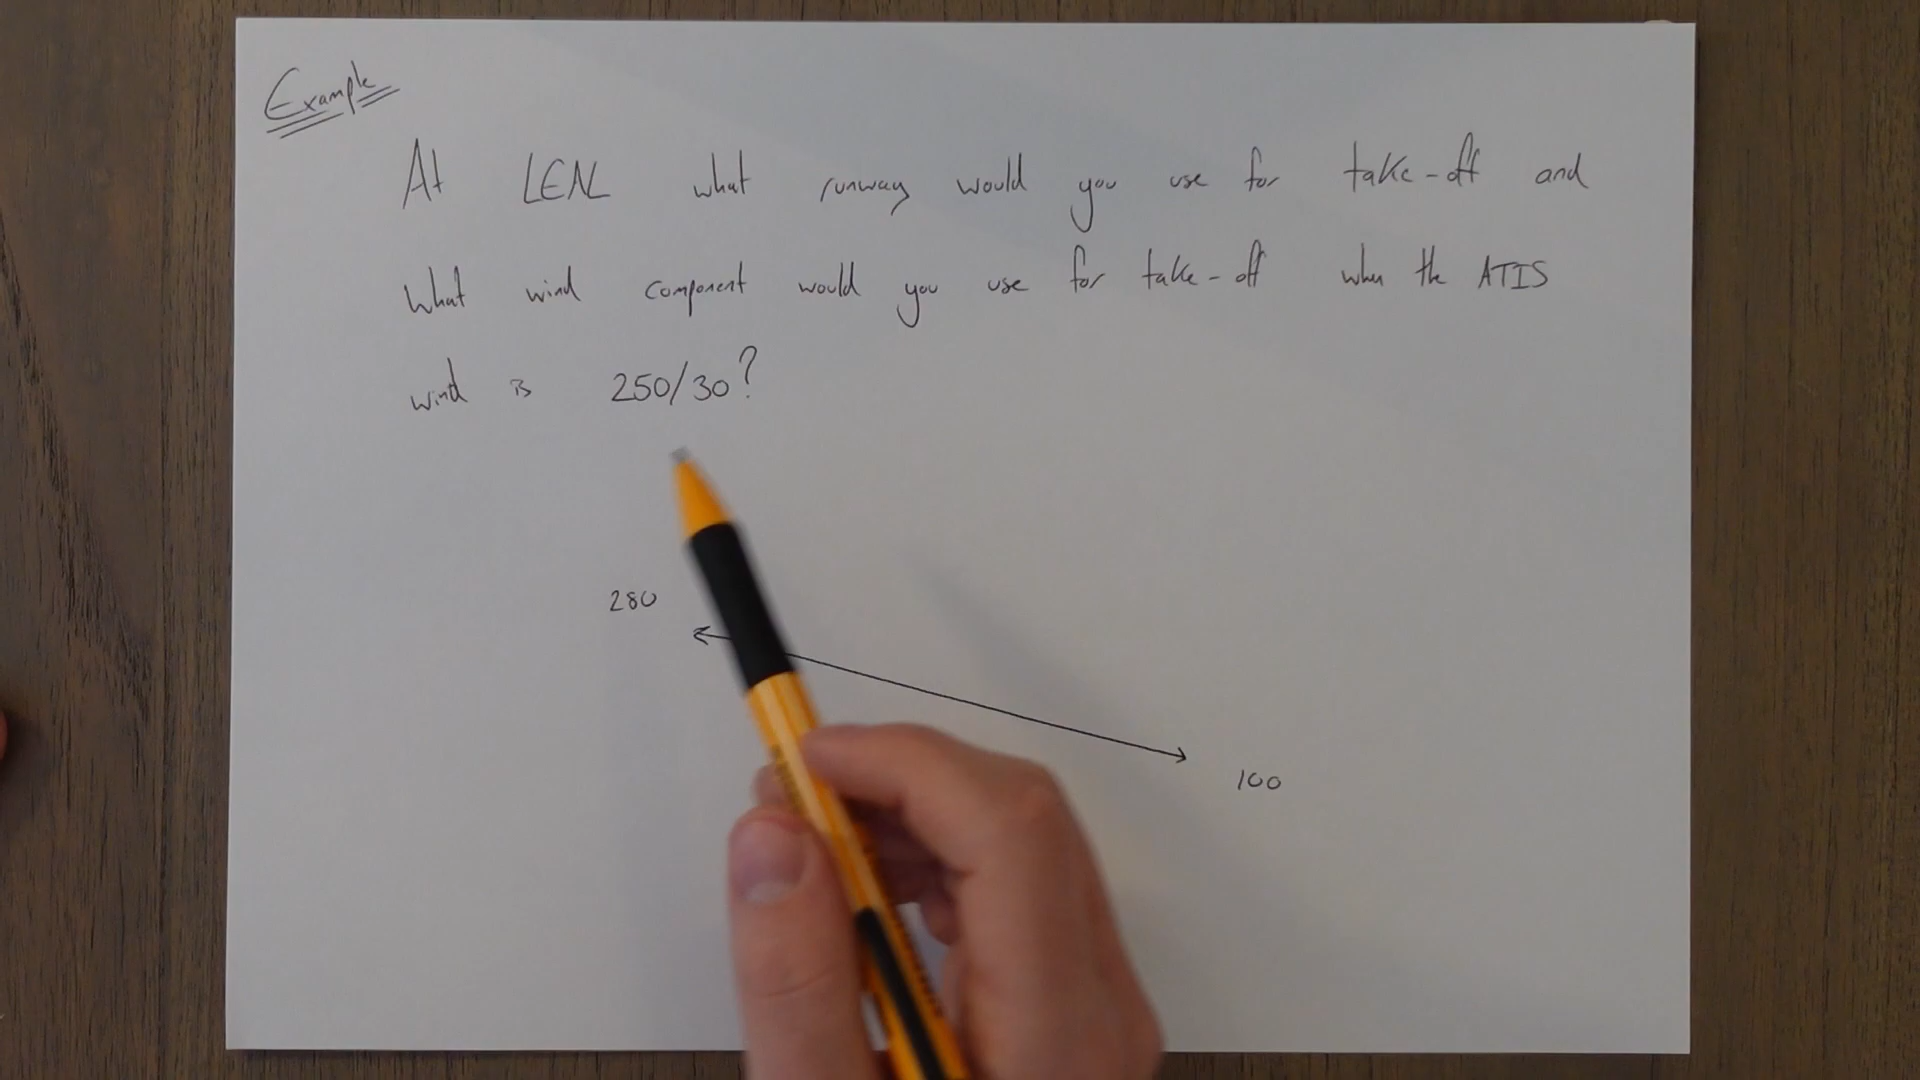 Example
At LEAL what runway would you use for take-off and
what wind component would you use for take-off when the ATIS
wind is 250/30?
280
100